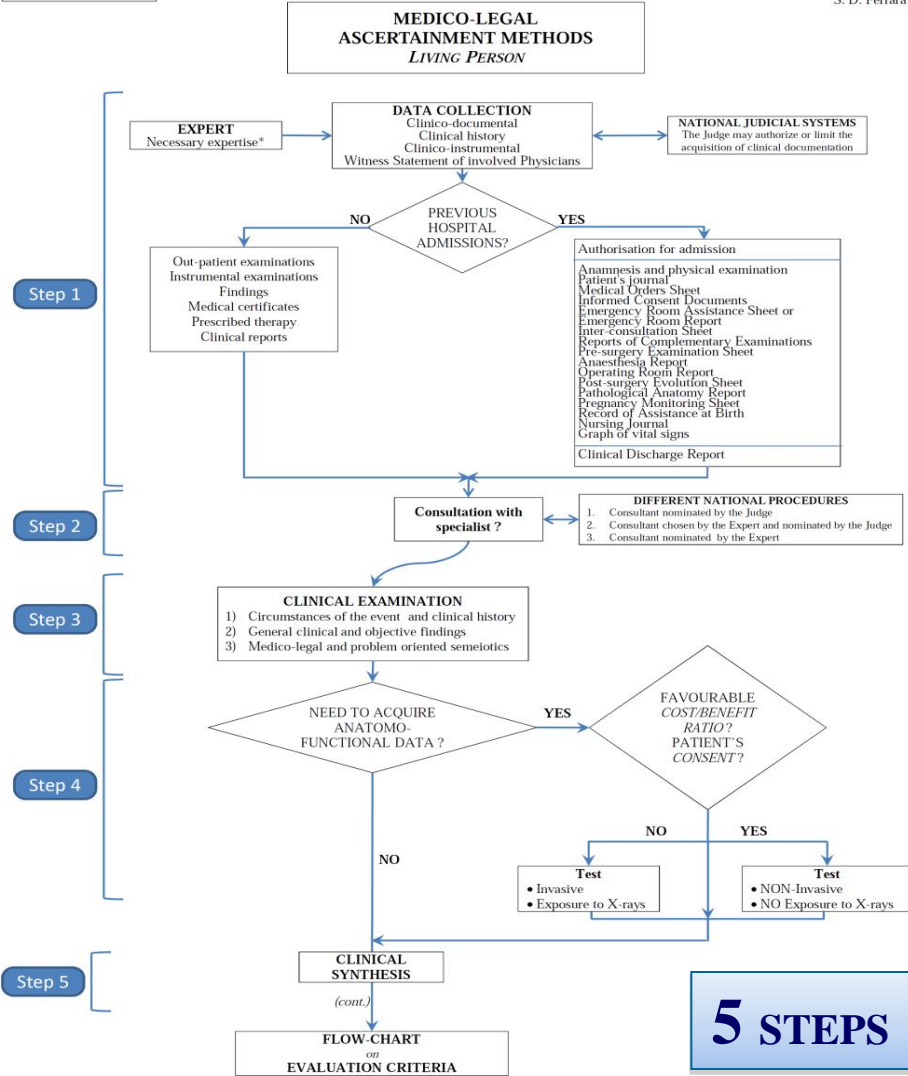 S. D. Ferrara
MEDICO-LEGAL
ASCERTAINMENT METHODS
LIVING PERSON
DATA COLLECTION
Clinico-documental
Clinical history
Clinico-instrumental
Witness Statement of involved Physicians
EXPERT
Necessary expertise*
NATIONAL JUDICIAL SYSTEMS
The Judge may authorize or limit the
acquisition of clinical documentation
NO
PREVIOUS
HOSPITAL
ADMISSIONS?
YES
Step 1
Out-patient examinations
Instrumental examinations
Findings
Medical certificates
Prescribed therapy
Clinical reports
Authorisation for admission
Anamnesis and physical examination
Patient's journal
Medical Orders Sheet
Informed Consent Documents
Emergency Room Assistance Sheet or
Emergency Room Report
Inter-consultation Sheet
Reports of Complementary Examinations
Pre-surgery Examination Sheet
Anaesthesia Report
Operating Room Report
Post-surgery Evolution Sheet
Pathological Anatomy Report
Pregnancy Monitoring Sheet
Record of Assistance at Birth
Nursing Journal
Graph of vital signs
Clinical Discharge Report
Step 2
Consultation with
specialist ?
DIFFERENT NATIONAL PROCEDURES
1. Consultant nominated by the Judge
2. Consultant chosen by the Expert and nominated by the Judge
3. Consultant nominated by the Expert
Step 3
CLINICAL EXAMINATION
1) Circumstances of the event and clinical history
2) General clinical and objective findings
3) Medico-legal and problem oriented semeiotics
Step 4
NEED TO ACQUIRE
ANATOMO-
FUNCTIONAL DATA ?
YES
FAVOURABLE
COST/BENEFIT
RATIO ?
PATIENT'S
CONSENT ?
NO
NO
YES
Test
• Invasive
• Exposure to X-rays
Test
• NON-Invasive
• NO Exposure to X-rays
Step 5
CLINICAL
SYNTHESIS
(cont.)
FLOW-CHART
on
EVALUATION CRITERIA
5 STEPS